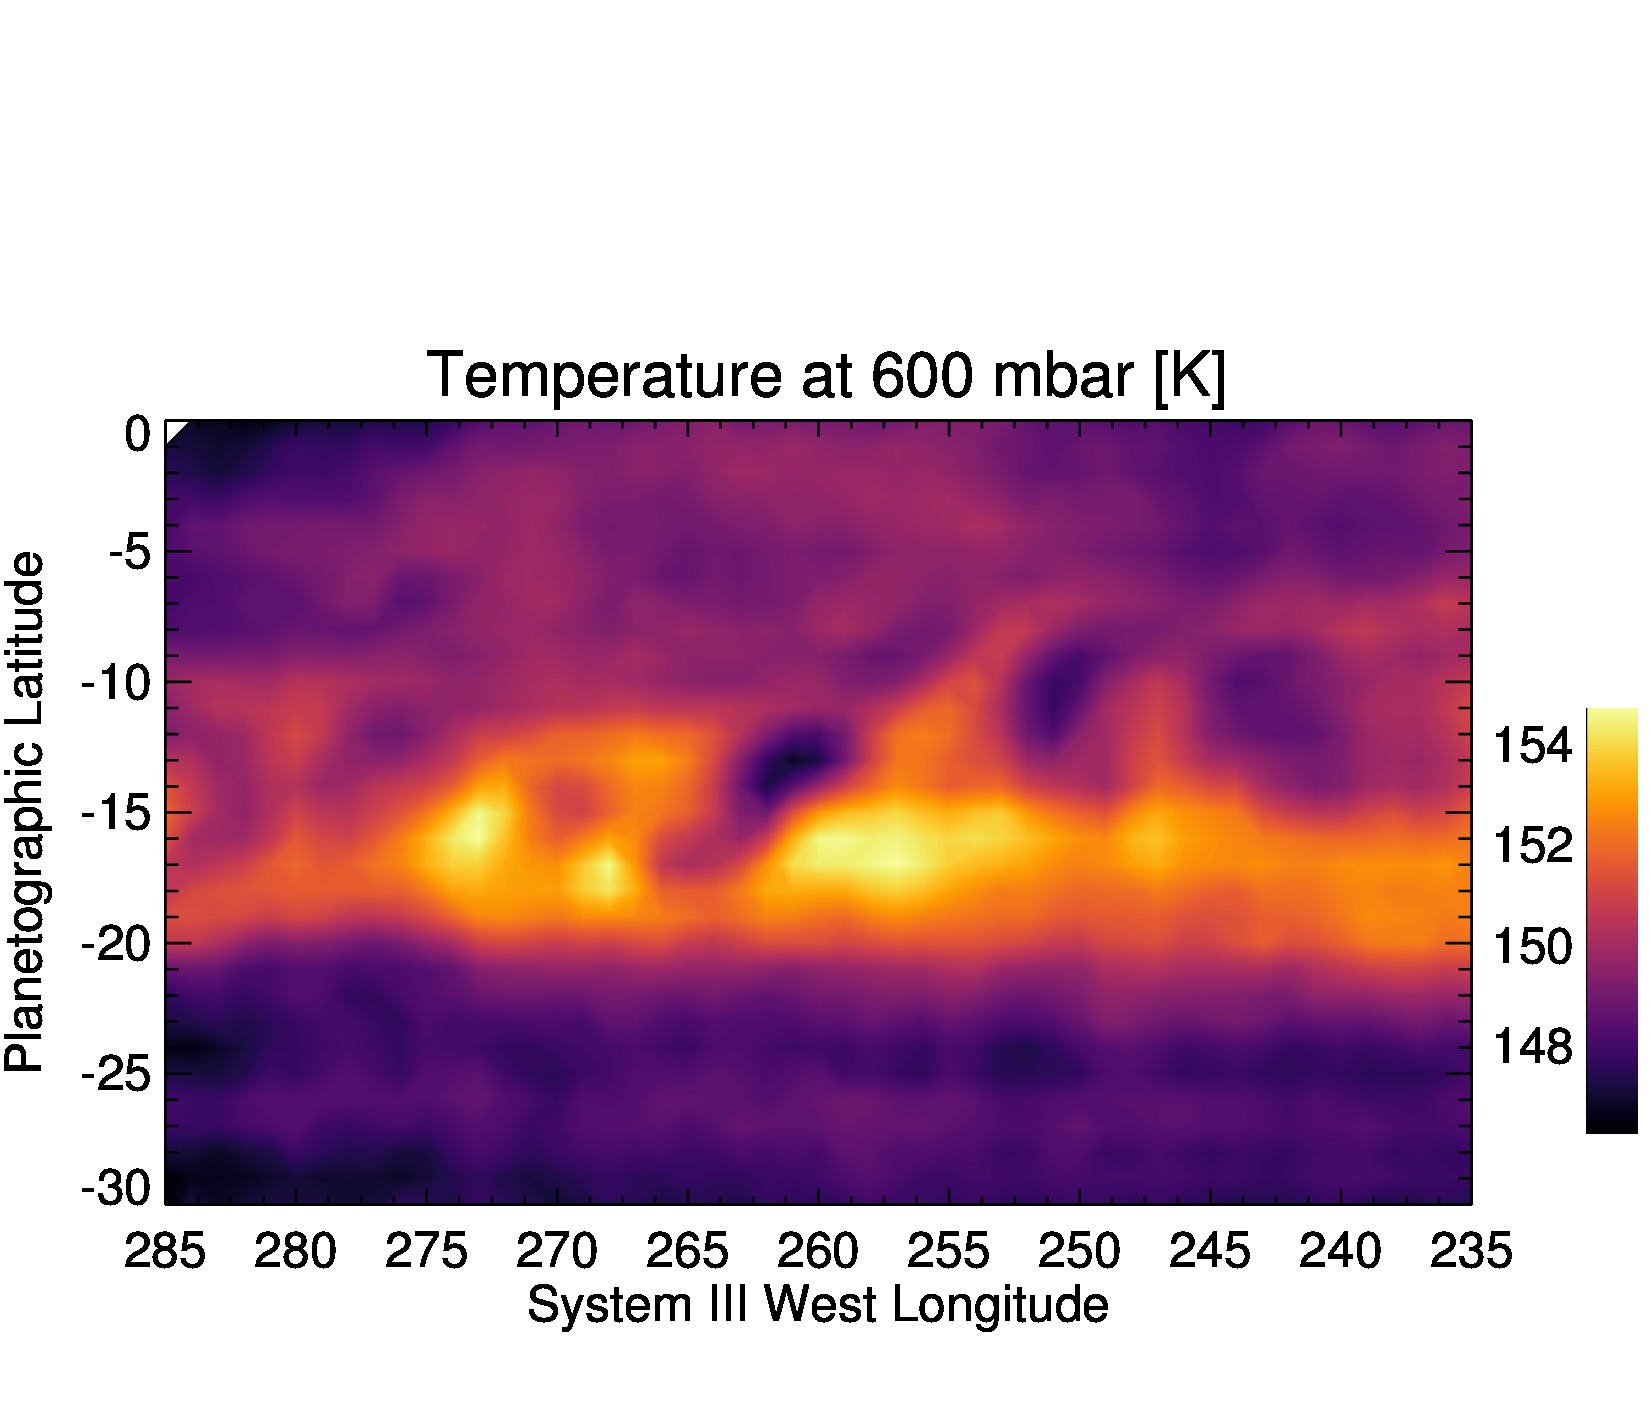 Temperature at 600 mbar [K]
0
-5
-10
-15
-20
-25
-30
Planetographic Latitude
285 280 275 270 265 260 255 250 245 240 235
System III West Longitude
154
152
150
148